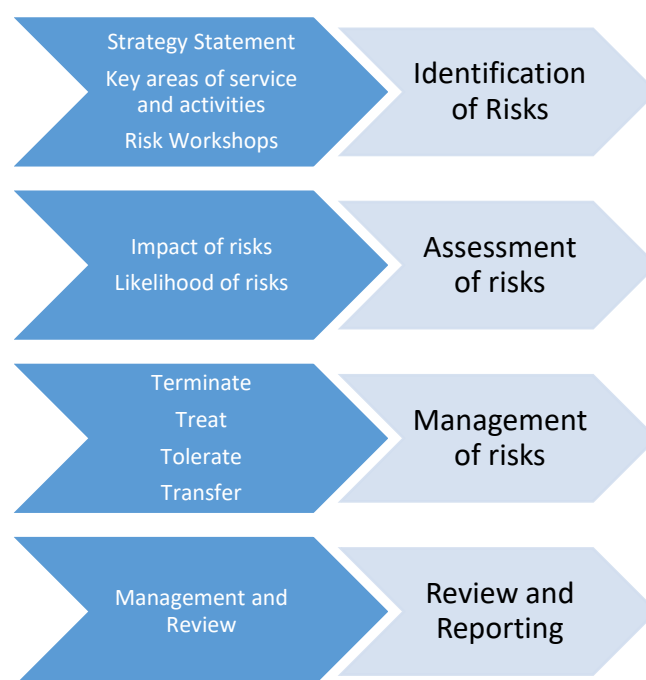 Strategy Statement
Key areas of service
and activities
Risk Workshops
Identification
of Risks
Impact of risks
Likelihood of risks
Assessment
of risks
Terminate
Treat
Tolerate
Transfer
Management
of risks
Management and
Review
Review and
Reporting